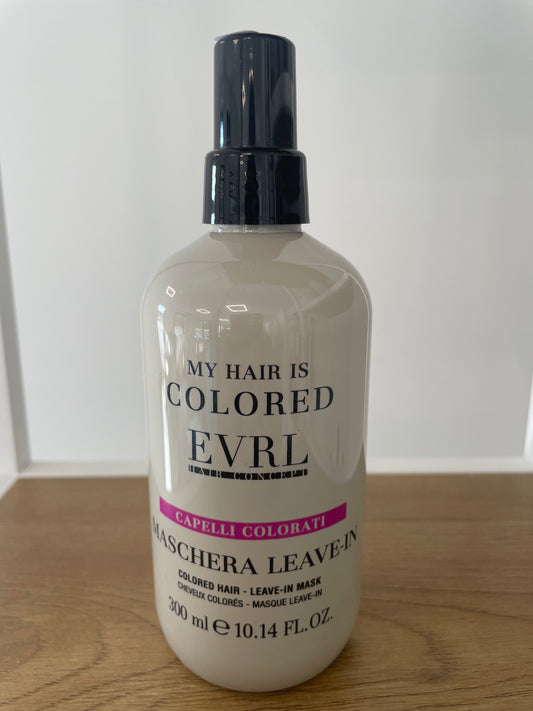 MY HAIR IS
COLORED
EVRL
HAIR CONCEPT
CAPELLI COLORATI
MASCHERA LEAVE-IN
COLORED HAIR - LEAVE-IN MASK
CHEVEUX COLORÉS - MASQUE LEAVE-IN
300 ml ℮ 10.14 FL.OZ.